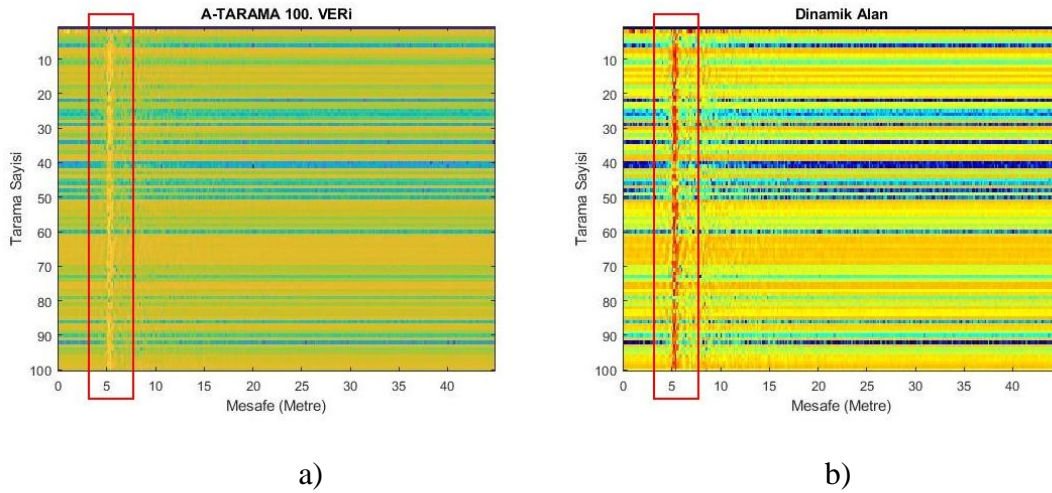 A-TARAMA 100. VERİ
Tarama Sayisi
10
20
30
40
50
60
70
80
90
100
0 5 10 15 20 25 30 35 40
Mesafe (Metre)
a)
Dinamik Alan
Tarama Sayisi
10
20
30
40
50
60
70
80
90
100
0 5 10 15 20 25 30 35 40
Mesafe (Metre)
b)